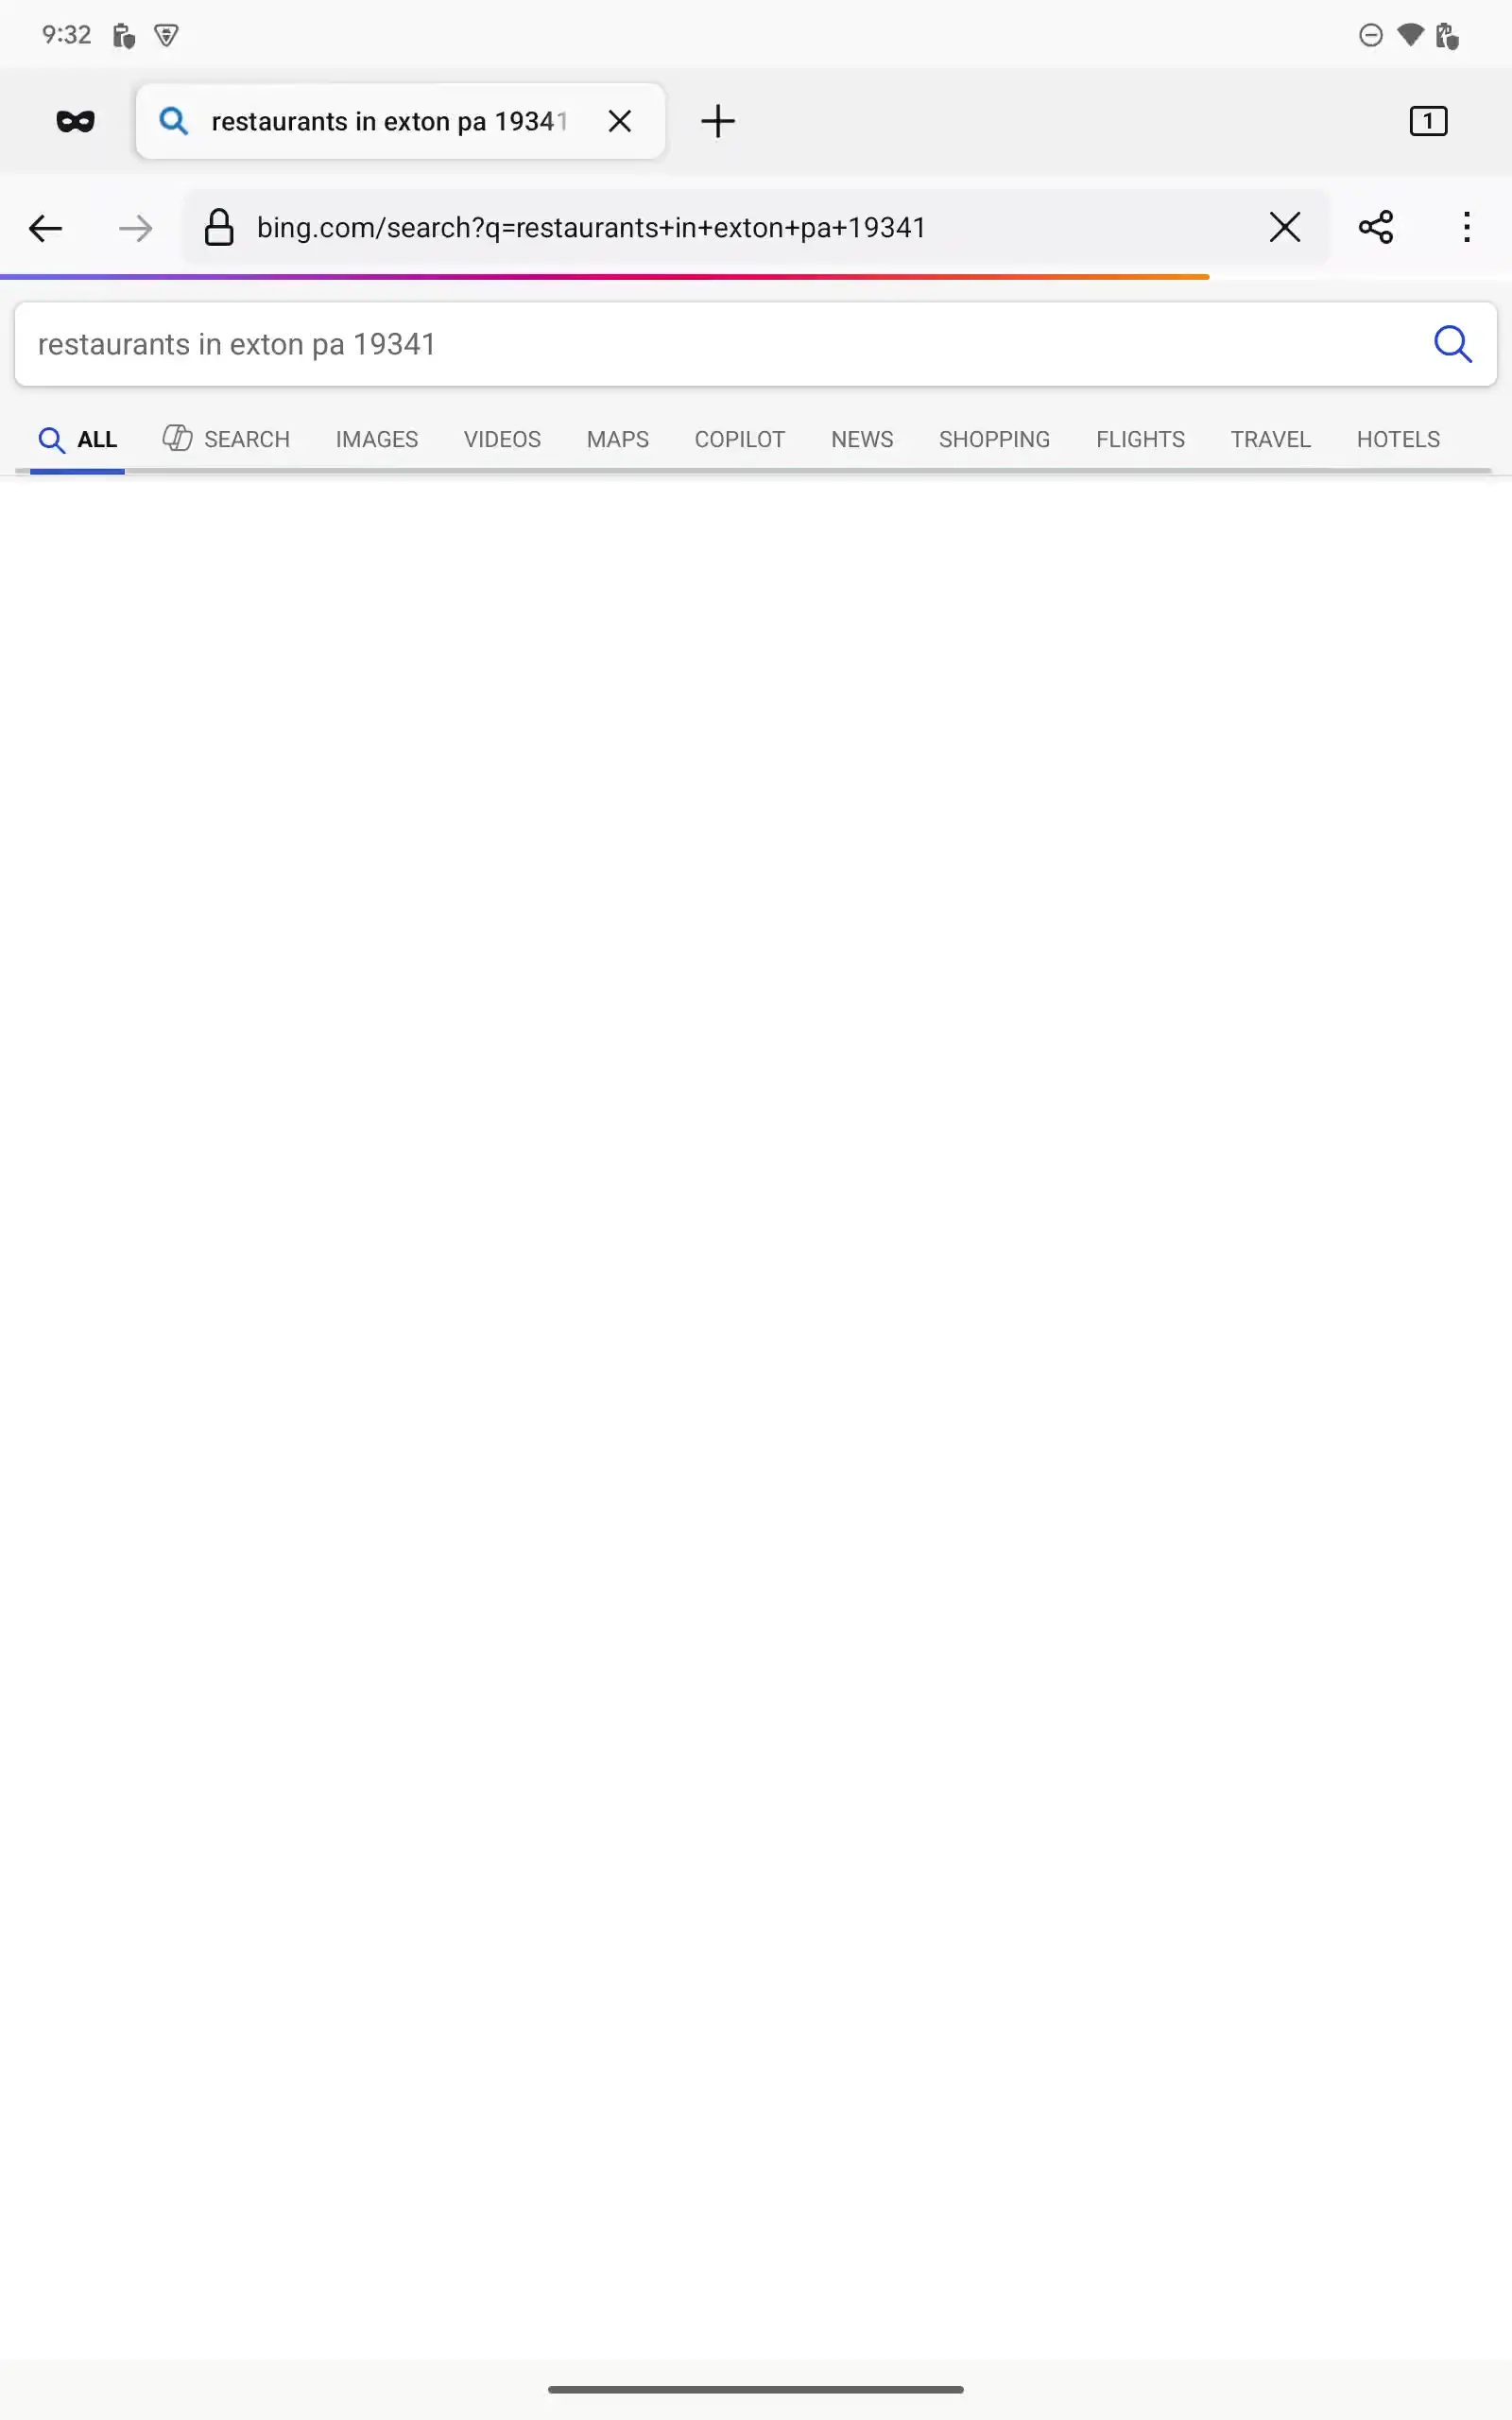 9:32
restaurants in exton pa 19341
1
bing.com/search?q=restaurants+in+exton+pa+19341
restaurants in exton pa 19341
ALL SEARCH IMAGES VIDEOS MAPS COPILOT NEWS SHOPPING FLIGHTS TRAVEL HOTELS